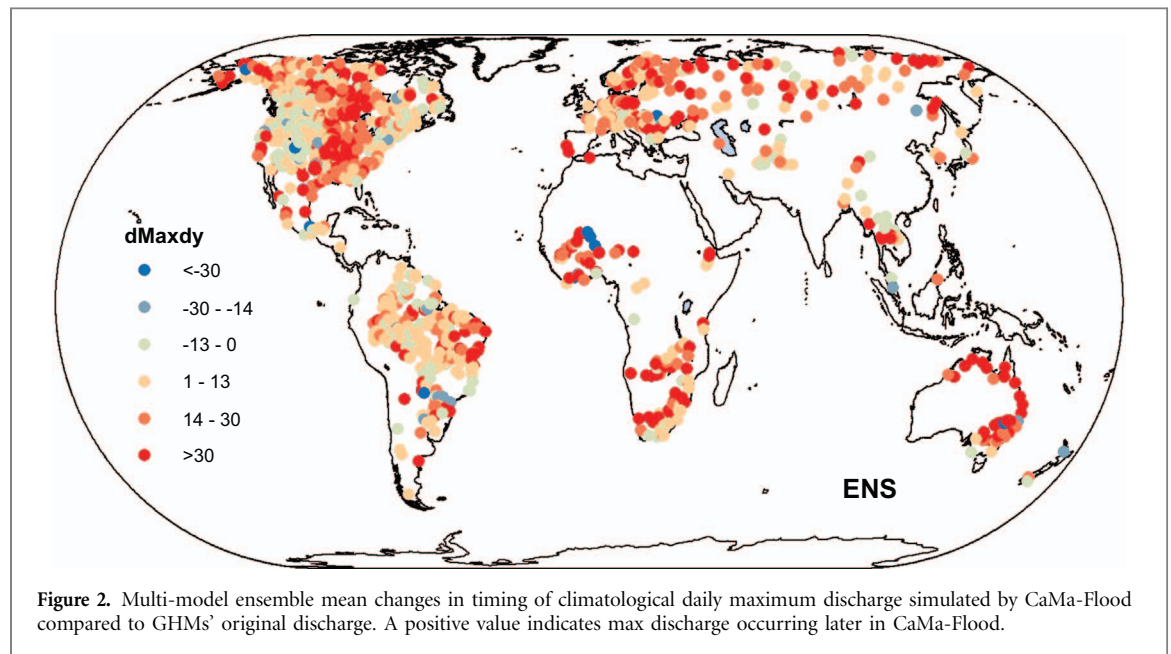 dMaxdy
<-30
-30 - -14
-13 - 0
1 - 13
14 - 30
>30
ENS
Figure 2. Multi-model ensemble mean changes in timing of climatological daily maximum discharge simulated by CaMa-Flood
compared to GHMs' original discharge. A positive value indicates max discharge occurring later in CaMa-Flood.